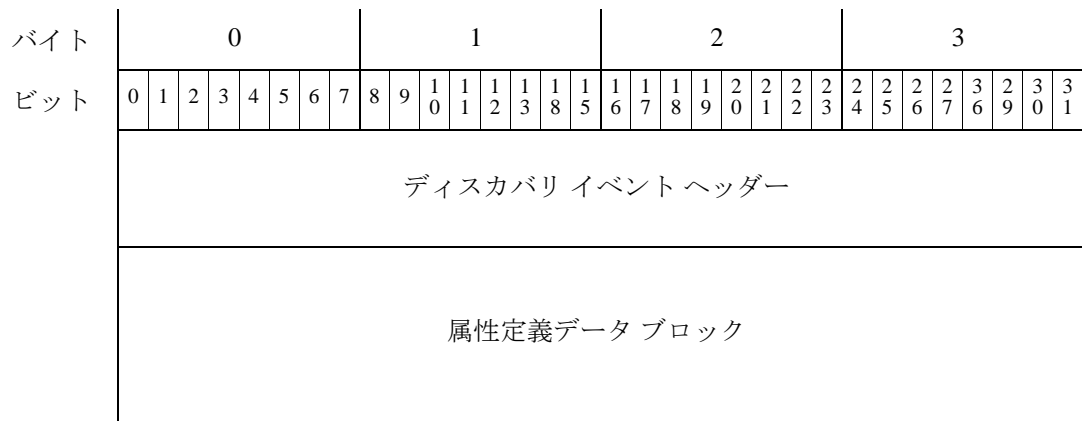 バイト 0 1 2 3
ビット 0 1 2 3 4 5 6 7 8 9 10 11 12 13 18 15 16 17 18 19 20 21 22 23 24 25 26 27 36 29 30 31
ディスカバリ イベント ヘッダー
属性定義データ ブロック